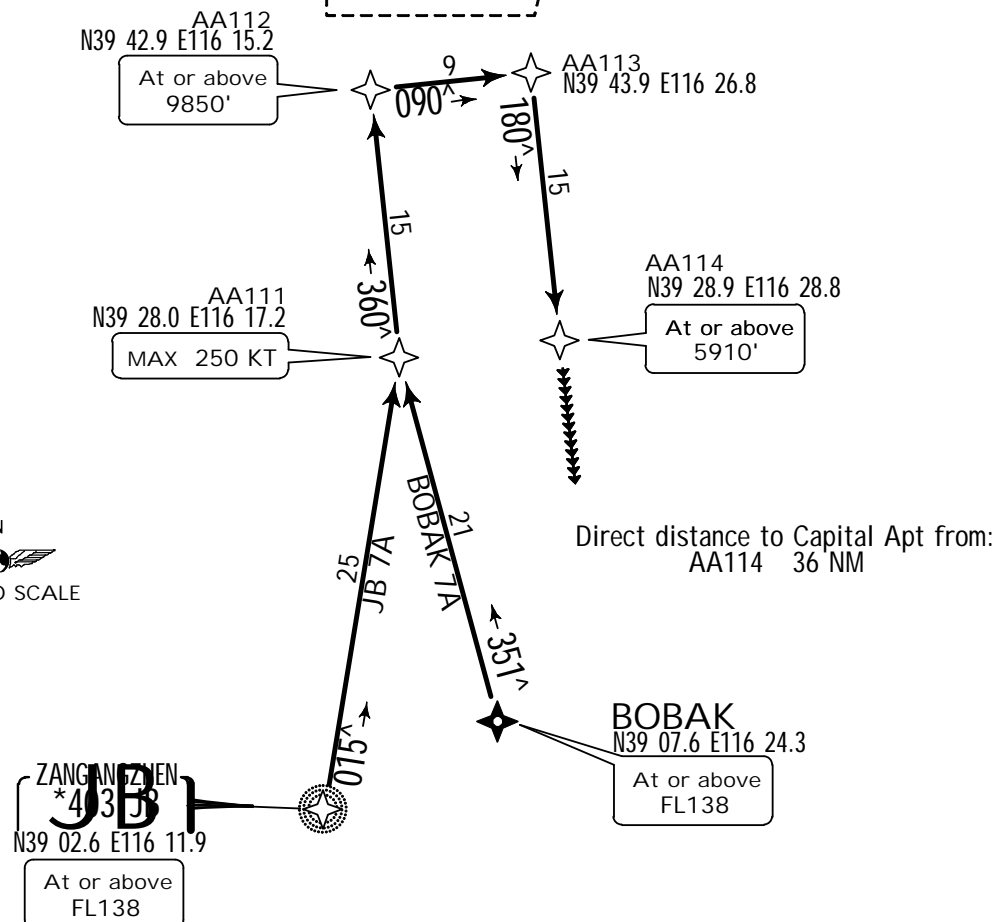 AA112
N39 42.9 E116 15.2
At or above
9850'
9
090^
AA113
N39 43.9 E116 26.8
180^
15
15
360^
AA111
N39 28.0 E116 17.2
MAX 250 KT
AA114
N39 28.9 E116 28.8
At or above
5910'
Direct distance to Capital Apt from:
AA114 36 NM
SCALE
25
JB 7A
015^
21
BOBAK 7A
351^
BOBAK
N39 07.6 E116 24.3
At or above
FL138
ZANGANGZHEN
*403 JB
JB
N39 02.6 E116 11.9
At or above
FL138